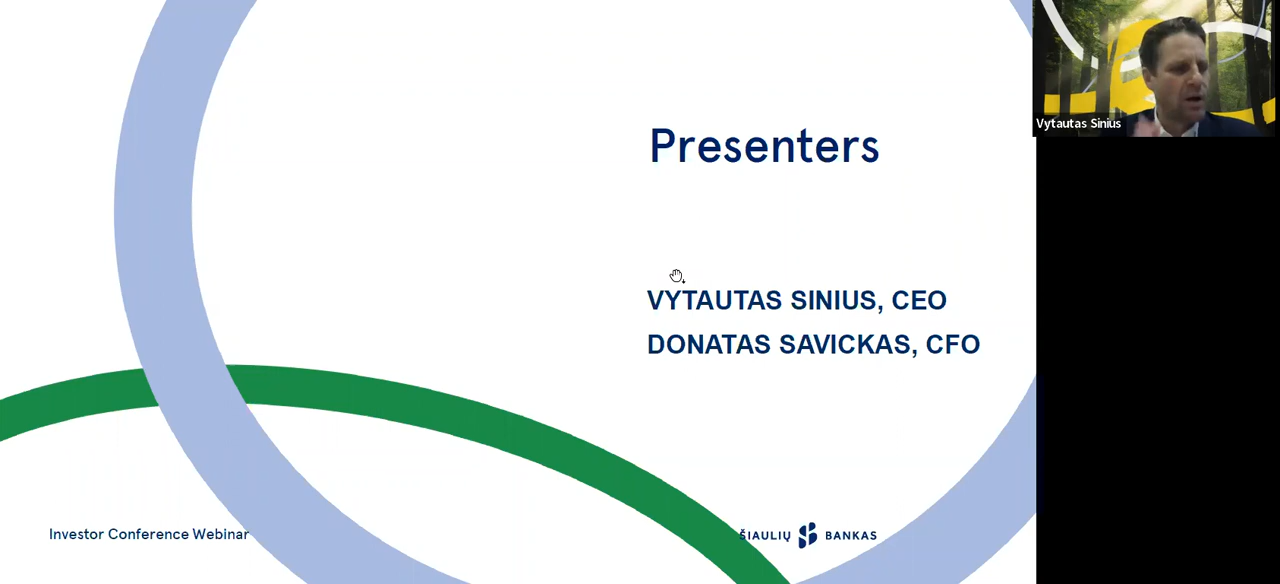 Presenters
Vytautas Sinius
VYTAUTAS SINIUS, CEO
DONATAS SAVICKAS, CFO
Investor Conference Webinar
ŠIAULIŲ BANKAS